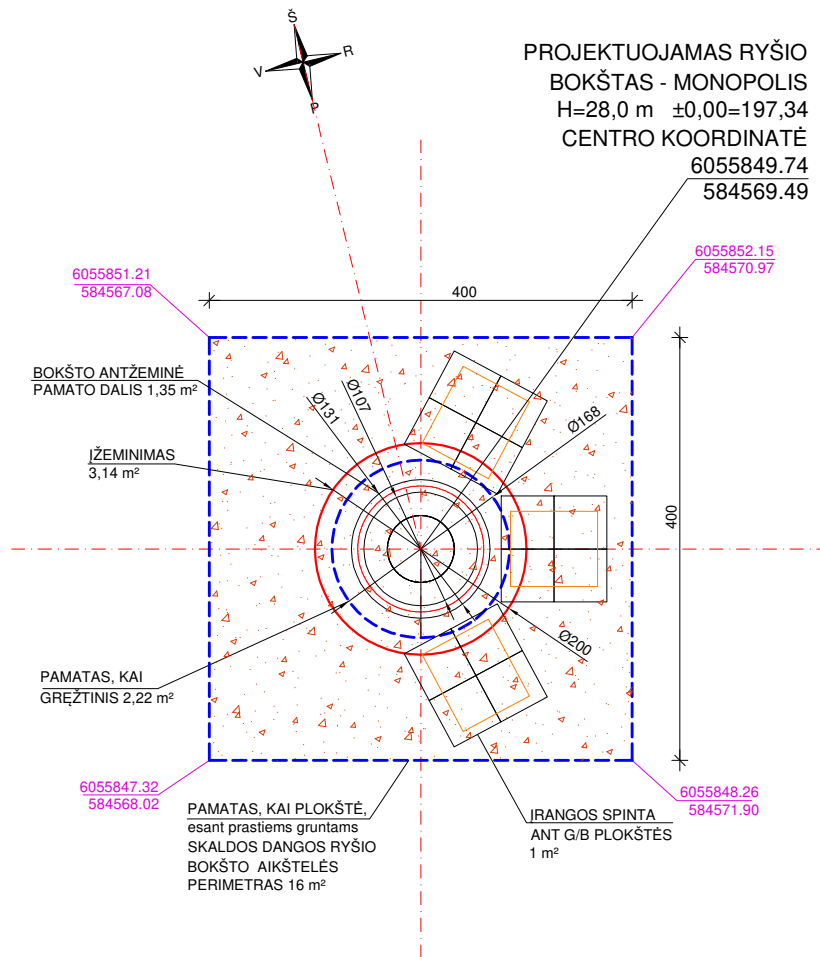 Š
R
V
P
PROJEKTUOJAMAS RYŠIO
BOKŠTAS - MONOPOLIS
H=28,0 m ±0,00=197,34
CENTRO KOORDINATĖ
6055849.74
584569.49
6055851.21
584567.08
6055852.15
584570.97
400
BOKŠTO ANTŽEMINĖ
PAMATO DALIS 1,35 m²
Ø107
Ø131
Ø168
ĮŽEMINIMAS
3,14 m²
400
Ø200
PAMATAS, KAI
GRĘŽTINIS 2,22 m²
6055847.32
584568.02
6055848.26
584571.90
PAMATAS, KAI PLOKŠTĖ,
esant prastiems gruntams
SKALDOS DANGOS RYŠIO
BOKŠTO AIKŠTELĖS
PERIMETRAS 16 m²
ĮRANGOS SPINTA
ANT G/B PLOKŠTĖS
1 m²